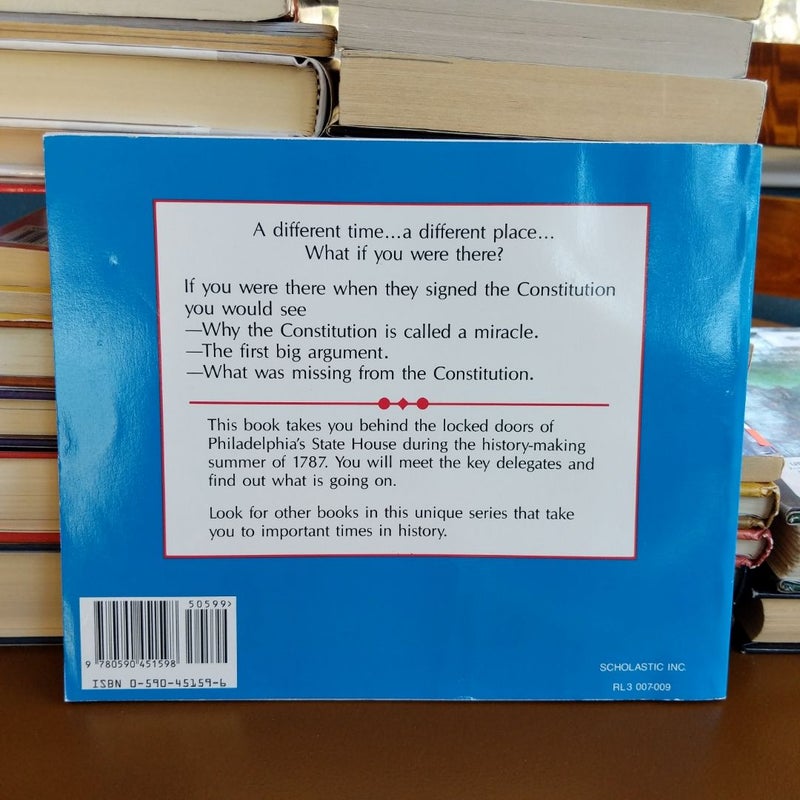 A different time...a different place...
What if you were there?
If you were there when they signed the Constitution
you would see
—Why the Constitution is called a miracle.
—The first big argument.
—What was missing from the Constitution.
This book takes you behind the locked doors of
Philadelphia's State House during the history-making
summer of 1787. You will meet the key delegates and
find out what is going on.
Look for other books in this unique series that take
you to important times in history.
50599>
9 780590 451598
ISBN 0-590-45159-6
SCHOLASTIC INC.
RL3 007-009